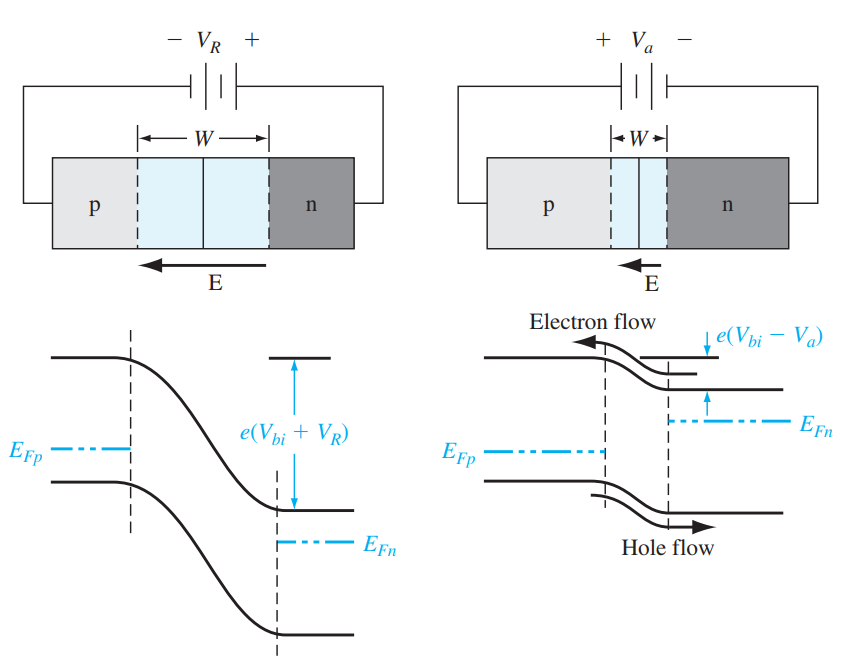 − V_R +
W
p
n
E
e(V_bi + V_R)
E_Fp
E_Fn
+ V_a −
W
p
n
E
Electron flow
e(V_bi − V_a)
E_Fp
E_Fn
Hole flow